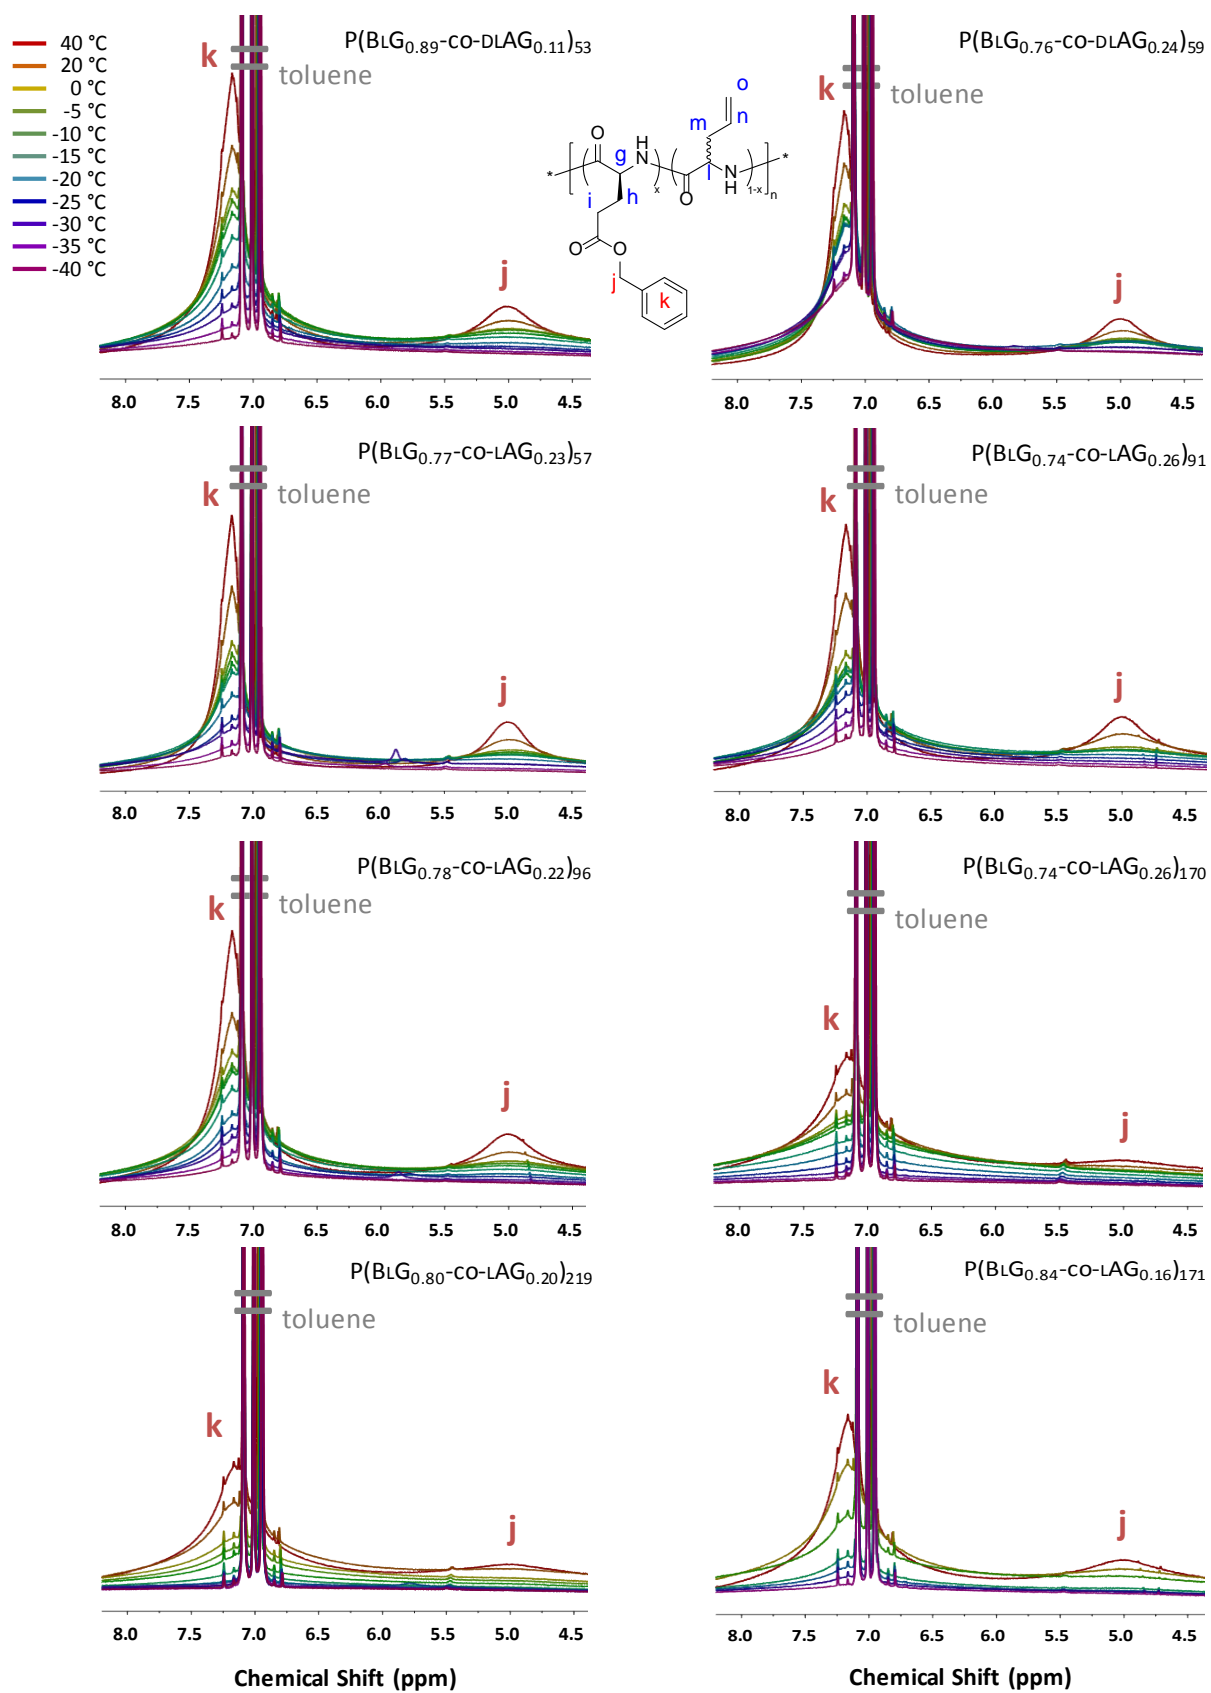 40 °C
20 °C
0 °C
-5 °C
-10 °C
-15 °C
-20 °C
-25 °C
-30 °C
-35 °C
-40 °C
P(BLG0.89-co-DLAG0.11)53
k
toluene
j
8.0 7.5 7.0 6.5 6.0 5.5 5.0 4.5
P(BLG0.76-co-DLAG0.24)59
k
toluene
j
8.0 7.5 7.0 6.5 6.0 5.5 5.0 4.5
o
n
m
O
g
H
N
l
N
H
O
x
1-x
n
*
*
i
h
O
O
j
k
P(BLG0.77-co-LAG0.23)57
k
toluene
j
8.0 7.5 7.0 6.5 6.0 5.5 5.0 4.5
P(BLG0.74-co-LAG0.26)91
k
toluene
j
8.0 7.5 7.0 6.5 6.0 5.5 5.0 4.5
P(BLG0.78-co-LAG0.22)96
k
toluene
j
8.0 7.5 7.0 6.5 6.0 5.5 5.0 4.5
P(BLG0.74-co-LAG0.26)170
toluene
k
j
8.0 7.5 7.0 6.5 6.0 5.5 5.0 4.5
P(BLG0.80-co-LAG0.20)219
toluene
k
j
8.0 7.5 7.0 6.5 6.0 5.5 5.0 4.5
Chemical Shift (ppm)
P(BLG0.84-co-LAG0.16)171
toluene
k
j
8.0 7.5 7.0 6.5 6.0 5.5 5.0 4.5
Chemical Shift (ppm)